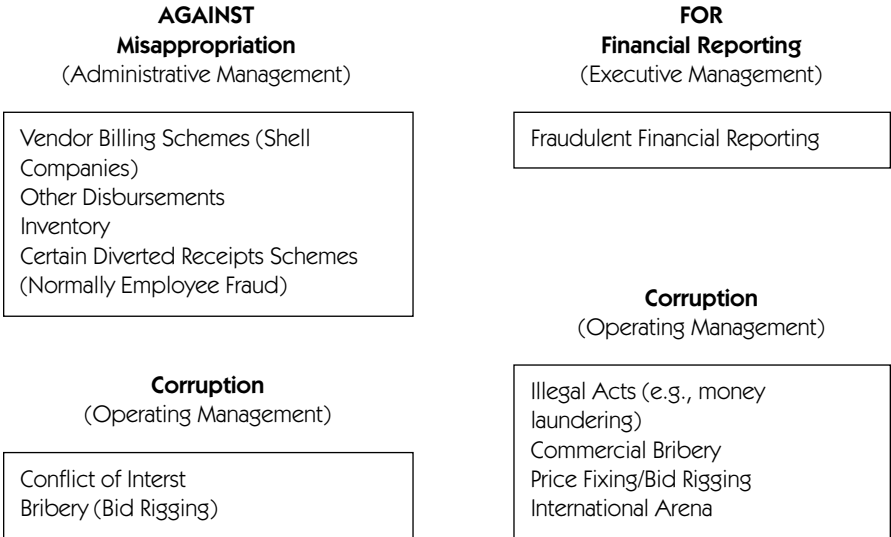 AGAINST
Misappropriation
(Administrative Management)
Vendor Billing Schemes (Shell
Companies)
Other Disbursements
Inventory
Certain Diverted Receipts Schemes
(Normally Employee Fraud)
Corruption
(Operating Management)
Conflict of Interst
Bribery (Bid Rigging)
FOR
Financial Reporting
(Executive Management)
Fraudulent Financial Reporting
Corruption
(Operating Management)
Illegal Acts (e.g., money
laundering)
Commercial Bribery
Price Fixing/Bid Rigging
International Arena